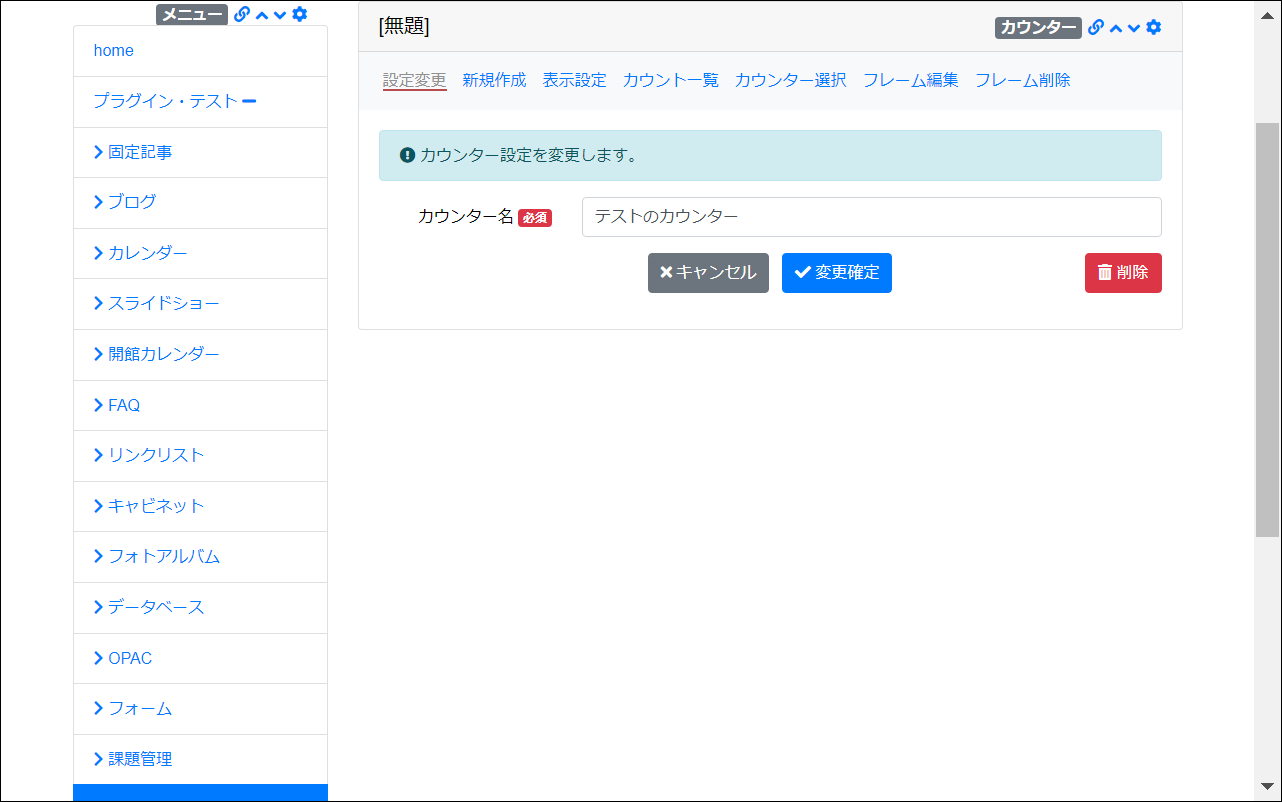 メニュー
home
プラグイン・テスト
固定記事
ブログ
カレンダー
スライドショー
開館カレンダー
FAQ
リンクリスト
キャビネット
フォトアルバム
データベース
OPAC
フォーム
課題管理
[無題]
カウンター
設定変更 新規作成 表示設定 カウント一覧 カウンター選択 フレーム編集 フレーム削除
カウンター設定を変更します。
カウンター名 必須 テストのカウンター
キャンセル 変更確定 削除